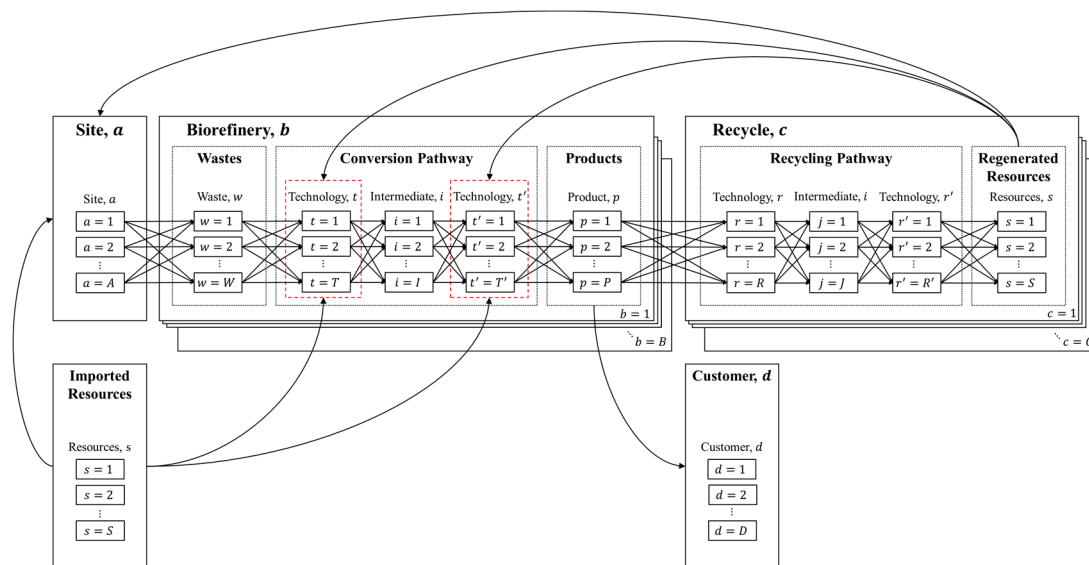 Site, a
Biorefinery, b
Recycle, c
Wastes
Conversion Pathway
Products
Recycling Pathway
Regenerated
Resources
Site, a
Waste, w
Technology, t
Intermediate, i
Technology, t′
Product, p
Technology, r
Intermediate, i
Technology, r′
Resources, s
a = 1
w = 1
t = 1
i = 1
t′ = 1
p = 1
r = 1
j = 1
r′ = 1
s = 1
a = 2
w = 2
t = 2
i = 2
t′ = 2
p = 2
r = 2
j = 2
r′ = 2
s = 2
⋮
⋮
⋮
⋮
⋮
⋮
⋮
⋮
⋮
⋮
a = A
w = W
t = T
i = I
t′ = T′
p = P
r = R
j = J
r′ = R′
s = S
b = 1
c = 1
⋱ b = B
⋱ c = C
Imported
Resources
Customer, d
Resources, s
Customer, d
s = 1
d = 1
s = 2
d = 2
⋮
⋮
s = S
d = D